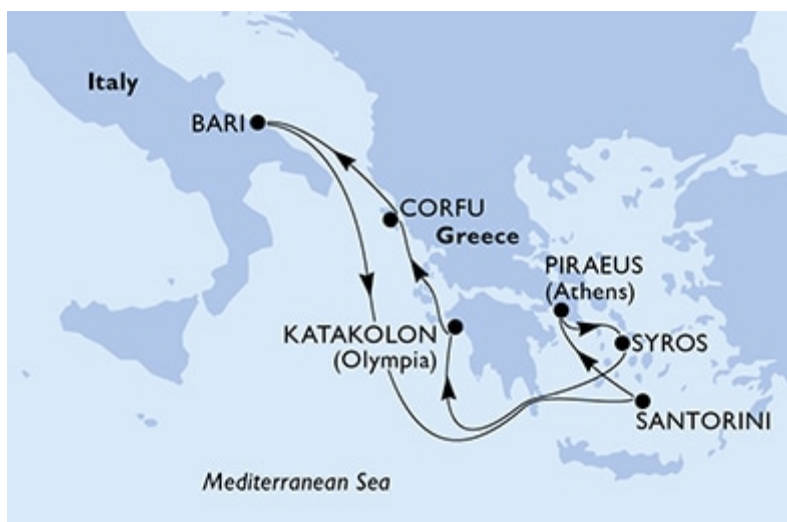 Italy
BARI
CORFU
Greece
PIRAEUS
(Athens)
KATAKOLON
(Olympia)
SYROS
SANTORINI
Mediterranean Sea